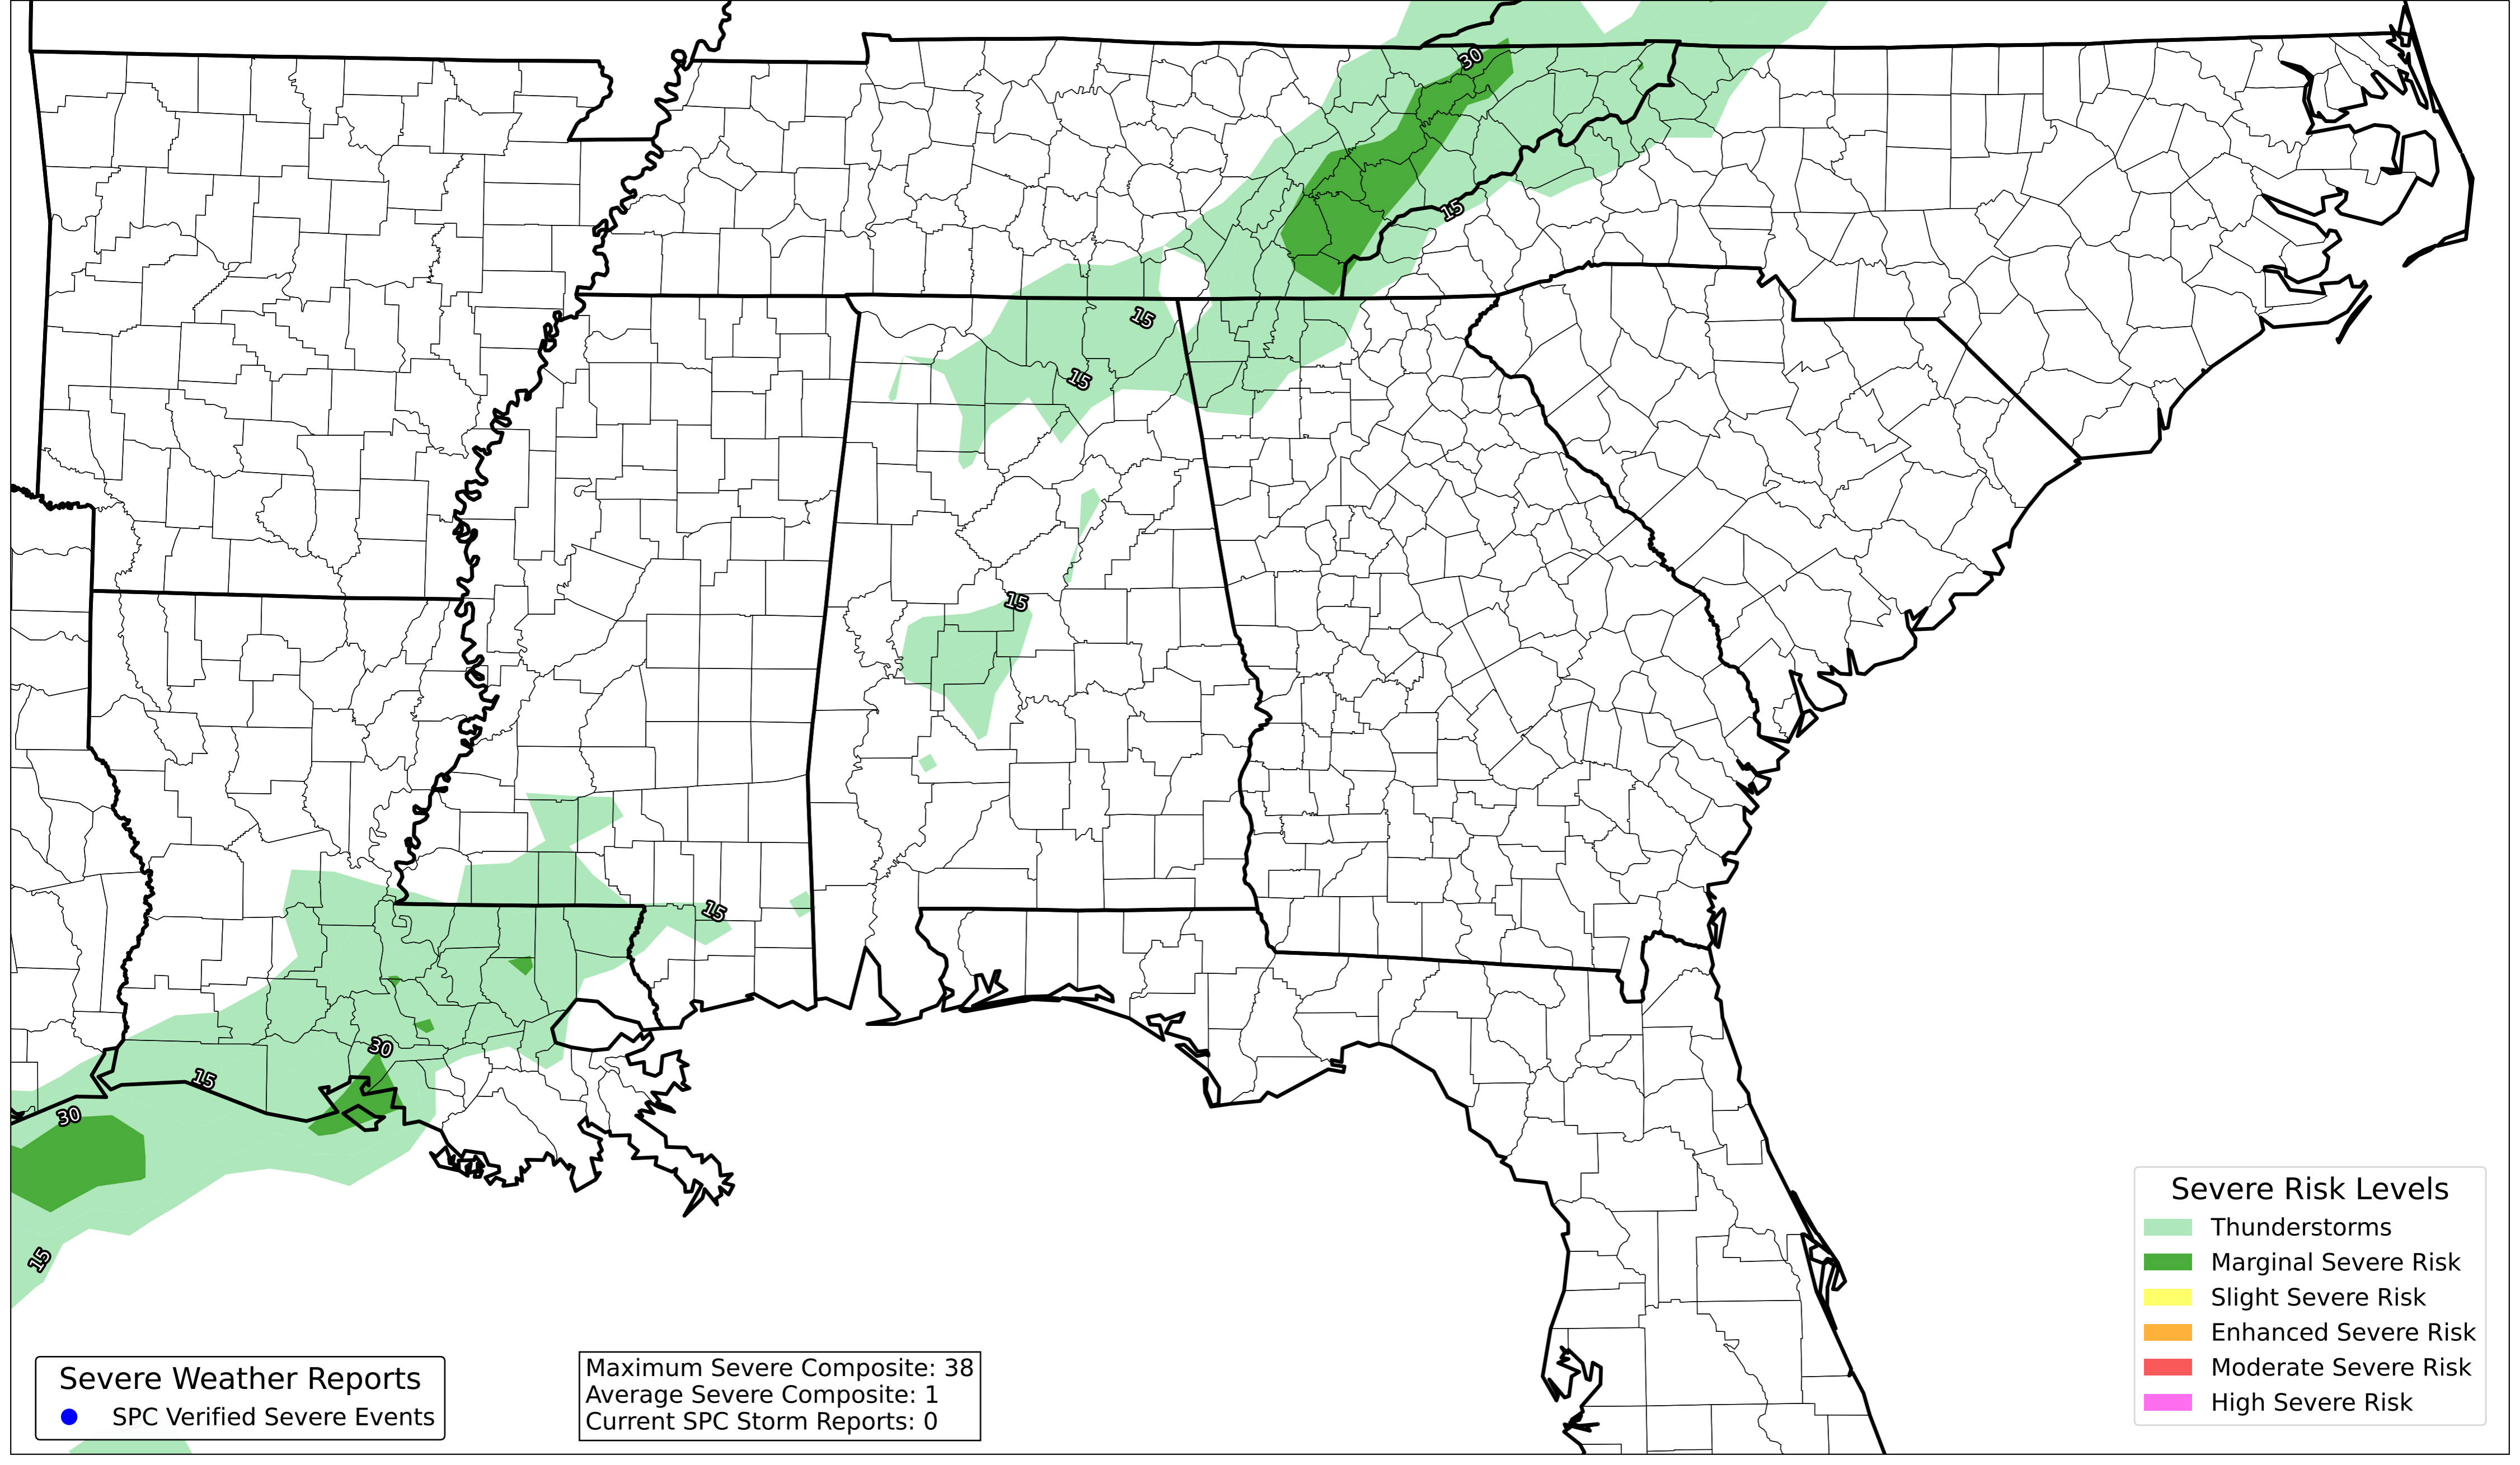 30
15
15
15
15
15
30
15
30
15
Severe Risk Levels
Thunderstorms
Marginal Severe Risk
Slight Severe Risk
Enhanced Severe Risk
Moderate Severe Risk
High Severe Risk
Severe Weather Reports
SPC Verified Severe Events
Maximum Severe Composite: 38
Average Severe Composite: 1
Current SPC Storm Reports: 0